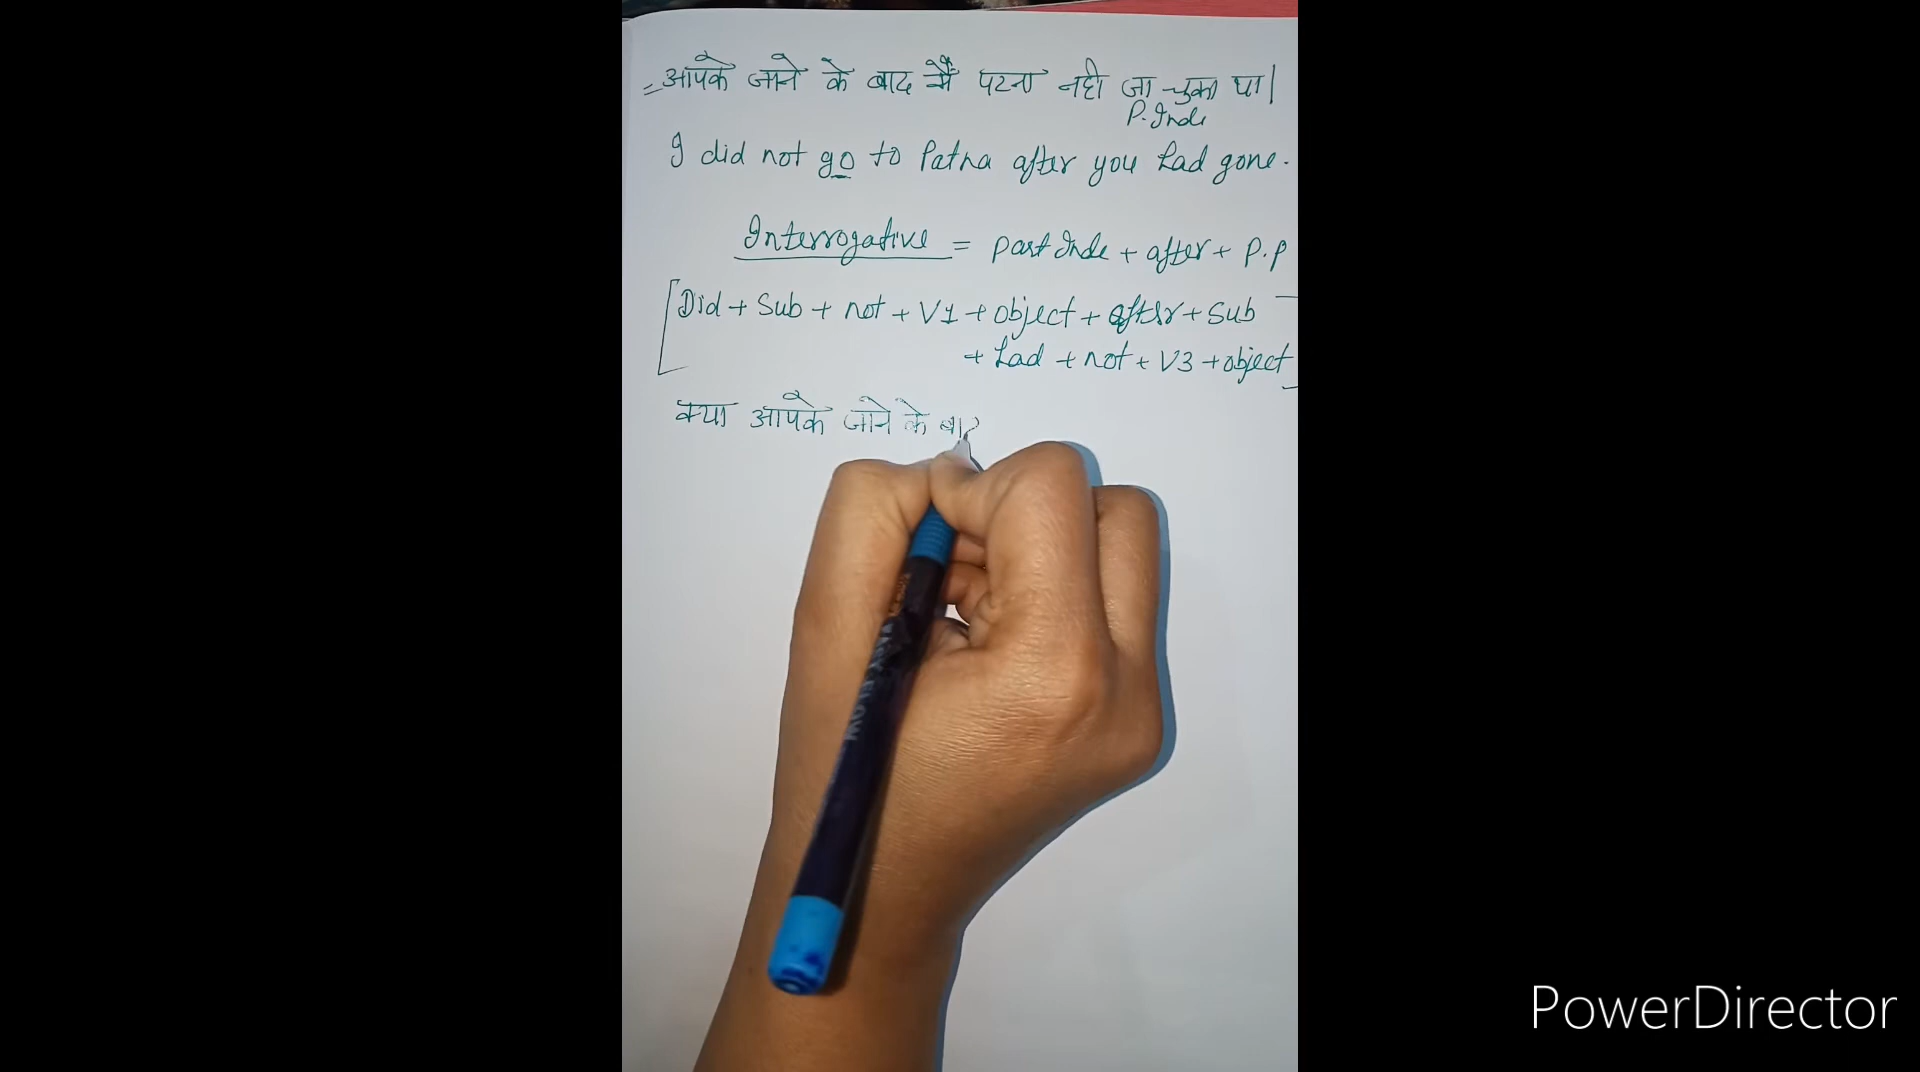 = आपके जाने के बाद मैं पटना नही जा चुका था|
P. Inde
I did not go to Patna after you had gone.
Interrogative = Past Inde + after + P.P
[Did + Sub + not + V1 + object + after + Sub
+ had + not + V3 + object]
क्या आपके जाने के बाद
PowerDirector